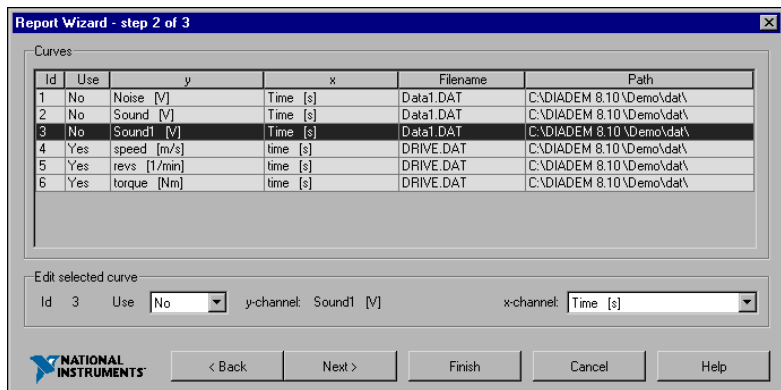 Report Wizard - step 2 of 3
Curves
Id Use y x Filename Path
1 No Noise [V] Time [s] Data1.DAT C:\DIADEM 8.10\Demo\dat\
2 No Sound [V] Time [s] Data1.DAT C:\DIADEM 8.10\Demo\dat\
3 No Sound1 [V] Time [s] Data1.DAT C:\DIADEM 8.10\Demo\dat\
4 Yes speed [m/s] time [s] DRIVE.DAT C:\DIADEM 8.10\Demo\dat\
5 Yes revs [1/min] time [s] DRIVE.DAT C:\DIADEM 8.10\Demo\dat\
6 Yes torque [Nm] time [s] DRIVE.DAT C:\DIADEM 8.10\Demo\dat\
Edit selected curve
Id 3 Use No y-channel: Sound1 [V] x-channel: Time [s]
NATIONAL
INSTRUMENTS
< Back Next > Finish Cancel Help